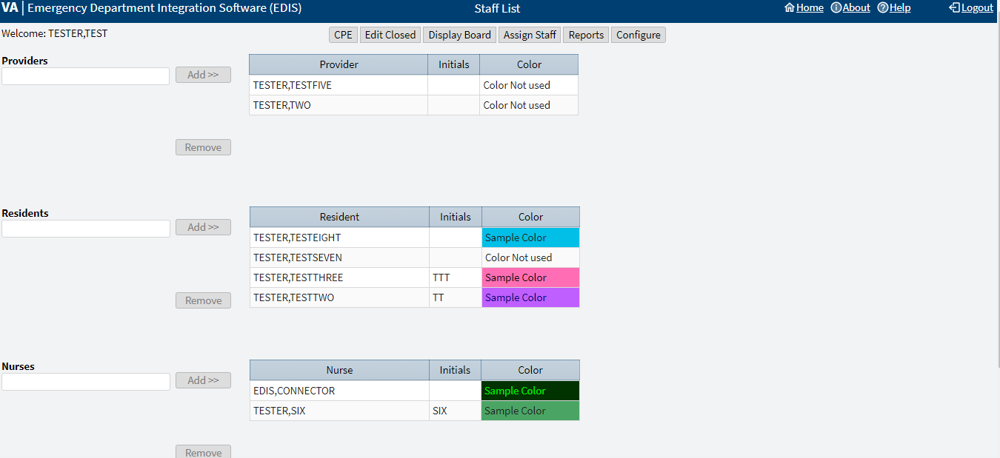 VA | Emergency Department Integration Software (EDIS) Staff List Home About Help Logout
Welcome: TESTER,TEST CPE Edit Closed Display Board Assign Staff Reports Configure
Providers
Add >>
Remove
Provider Initials Color
TESTER,TESTFIVE Color Not used
TESTER,TWO Color Not used
Residents
Add >>
Remove
Resident Initials Color
TESTER,TESTEIGHT Sample Color
TESTER,TESTSEVEN Color Not used
TESTER,TESTTHREE TTT Sample Color
TESTER,TESTTWO TT Sample Color
Nurses
Add >>
Remove
Nurse Initials Color
EDIS,CONNECTOR Sample Color
TESTER,SIX SIX Sample Color